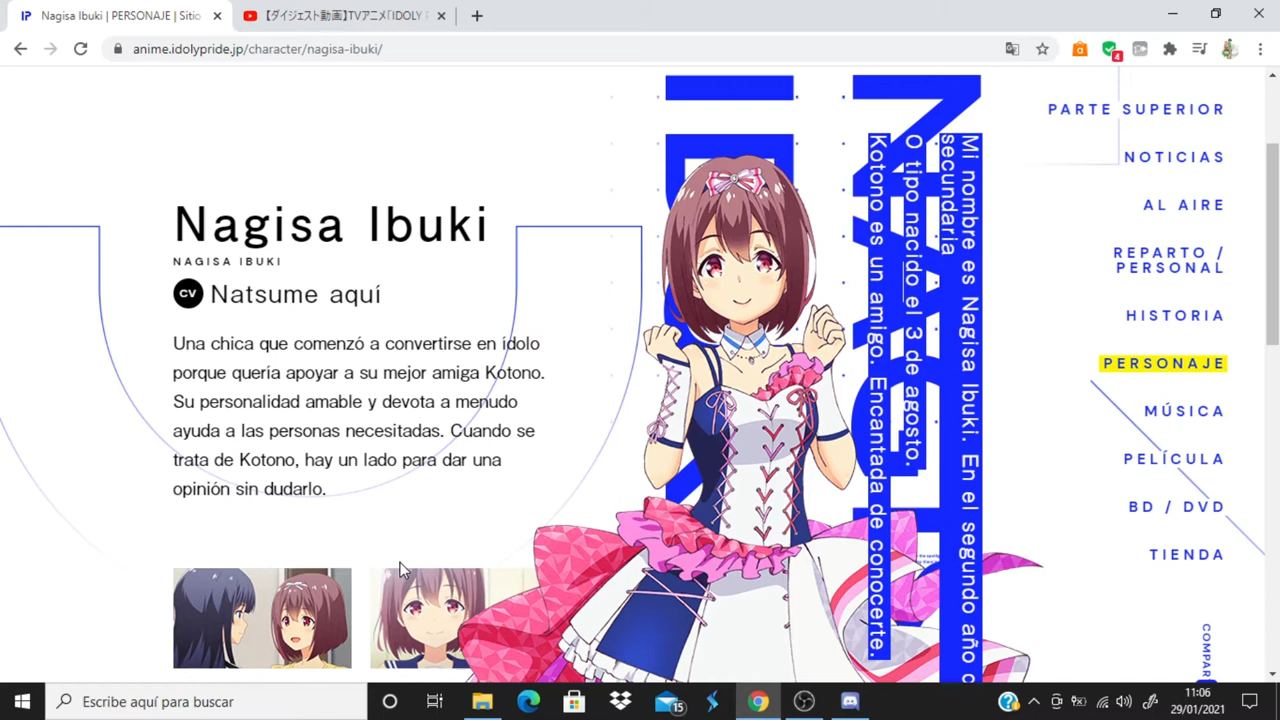 Nagisa Ibuki | PERSONAJE | Sitio
【ダイジェスト動画】TVアニメ「IDOLY P
anime.idolypride.jp/character/nagisa-ibuki/
4
PARTE SUPERIOR
NOTICIAS
AL AIRE
REPARTO /
PERSONAL
HISTORIA
PERSONAJE
MÚSICA
PELÍCULA
BD / DVD
TIENDA
COMPAR
Nagisa Ibuki
NAGISA IBUKI
CV Natsume aquí
Una chica que comenzó a convertirse en ídolo
porque quería apoyar a su mejor amiga Kotono.
Su personalidad amable y devota a menudo
ayuda a las personas necesitadas. Cuando se
trata de Kotono, hay un lado para dar una
opinión sin dudarlo.
Mi nombre es Nagisa Ibuki. En el segundo año d
secundaria
O tipo nacido el 3 de agosto.
Kotono es un amigo. Encantada de conocerte.
Escribe aquí para buscar
15
11:06
29/01/2021